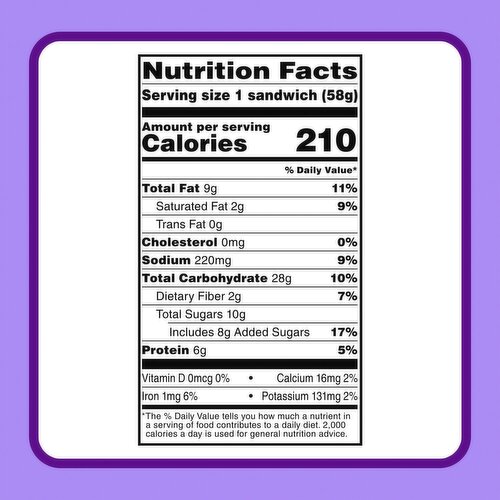 Nutrition Facts
Serving size 1 sandwich (58g)
Amount per serving
Calories 210
% Daily Value*
Total Fat 9g 11%
Saturated Fat 2g 9%
Trans Fat 0g
Cholesterol 0mg 0%
Sodium 220mg 9%
Total Carbohydrate 28g 10%
Dietary Fiber 2g 7%
Total Sugars 10g
Includes 8g Added Sugars 17%
Protein 6g 5%
Vitamin D 0mcg 0% • Calcium 16mg 2%
Iron 1mg 6% • Potassium 131mg 2%
*The % Daily Value tells you how much a nutrient in
a serving of food contributes to a daily diet. 2,000
calories a day is used for general nutrition advice.